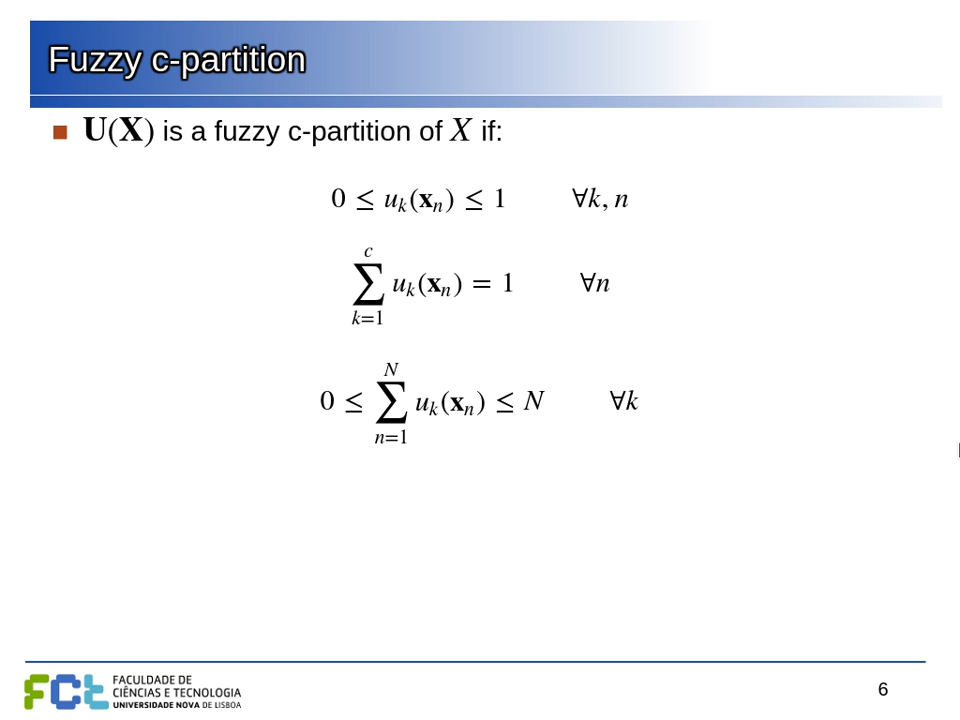 Fuzzy c-partition
U(X) is a fuzzy c-partition of X if:
0 ≤ u_k(x_n) ≤ 1 ∀k, n
∑_{k=1}^{c} u_k(x_n) = 1 ∀n
0 ≤ ∑_{n=1}^{N} u_k(x_n) ≤ N ∀k
FCt
FACULDADE DE
CIÊNCIAS E TECNOLOGIA
UNIVERSIDADE NOVA DE LISBOA
6